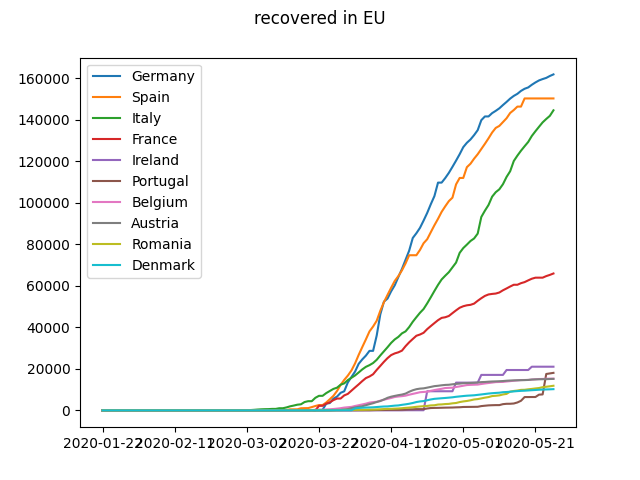 recovered in EU
160000
140000
120000
100000
80000
60000
40000
20000
0
Germany
Spain
Italy
France
Ireland
Portugal
Belgium
Austria
Romania
Denmark
2020-01-22 2020-02-11 2020-03-02 2020-03-22 2020-04-11 2020-05-01 2020-05-21